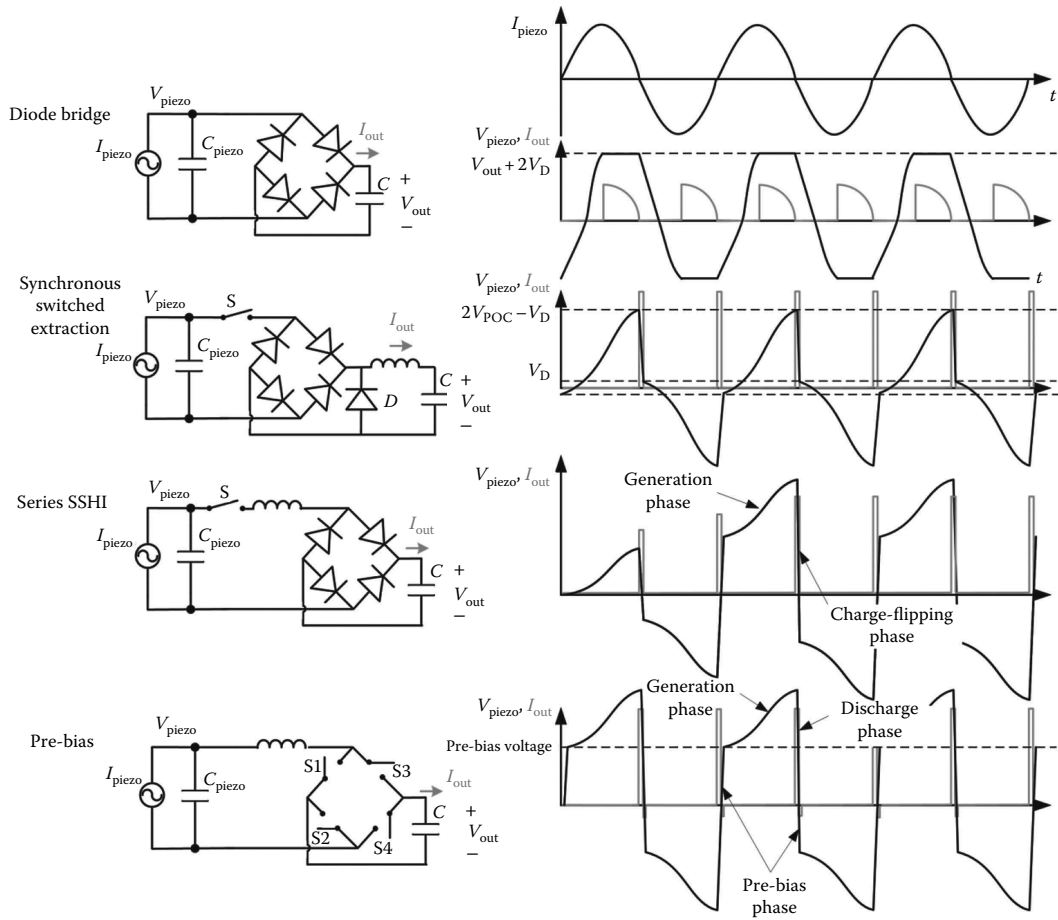 Diode bridge
V_piezo
I_piezo
C_piezo
I_out
C
+
V_out
−
I_piezo
t
V_piezo, I_out
V_out + 2V_D
t
Synchronous
switched
extraction
V_piezo
S
I_piezo
C_piezo
I_out
D
C
+
V_out
−
V_piezo, I_out
2V_POC − V_D
V_D
Series SSHI
V_piezo
S
I_piezo
C_piezo
I_out
C
+
V_out
−
V_piezo, I_out
Generation
phase
Charge-flipping
phase
Pre-bias
V_piezo
I_piezo
C_piezo
S1
S3
S2
S4
I_out
C
+
V_out
−
V_piezo, I_out
Pre-bias voltage
Generation
phase
Discharge
phase
Pre-bias
phase